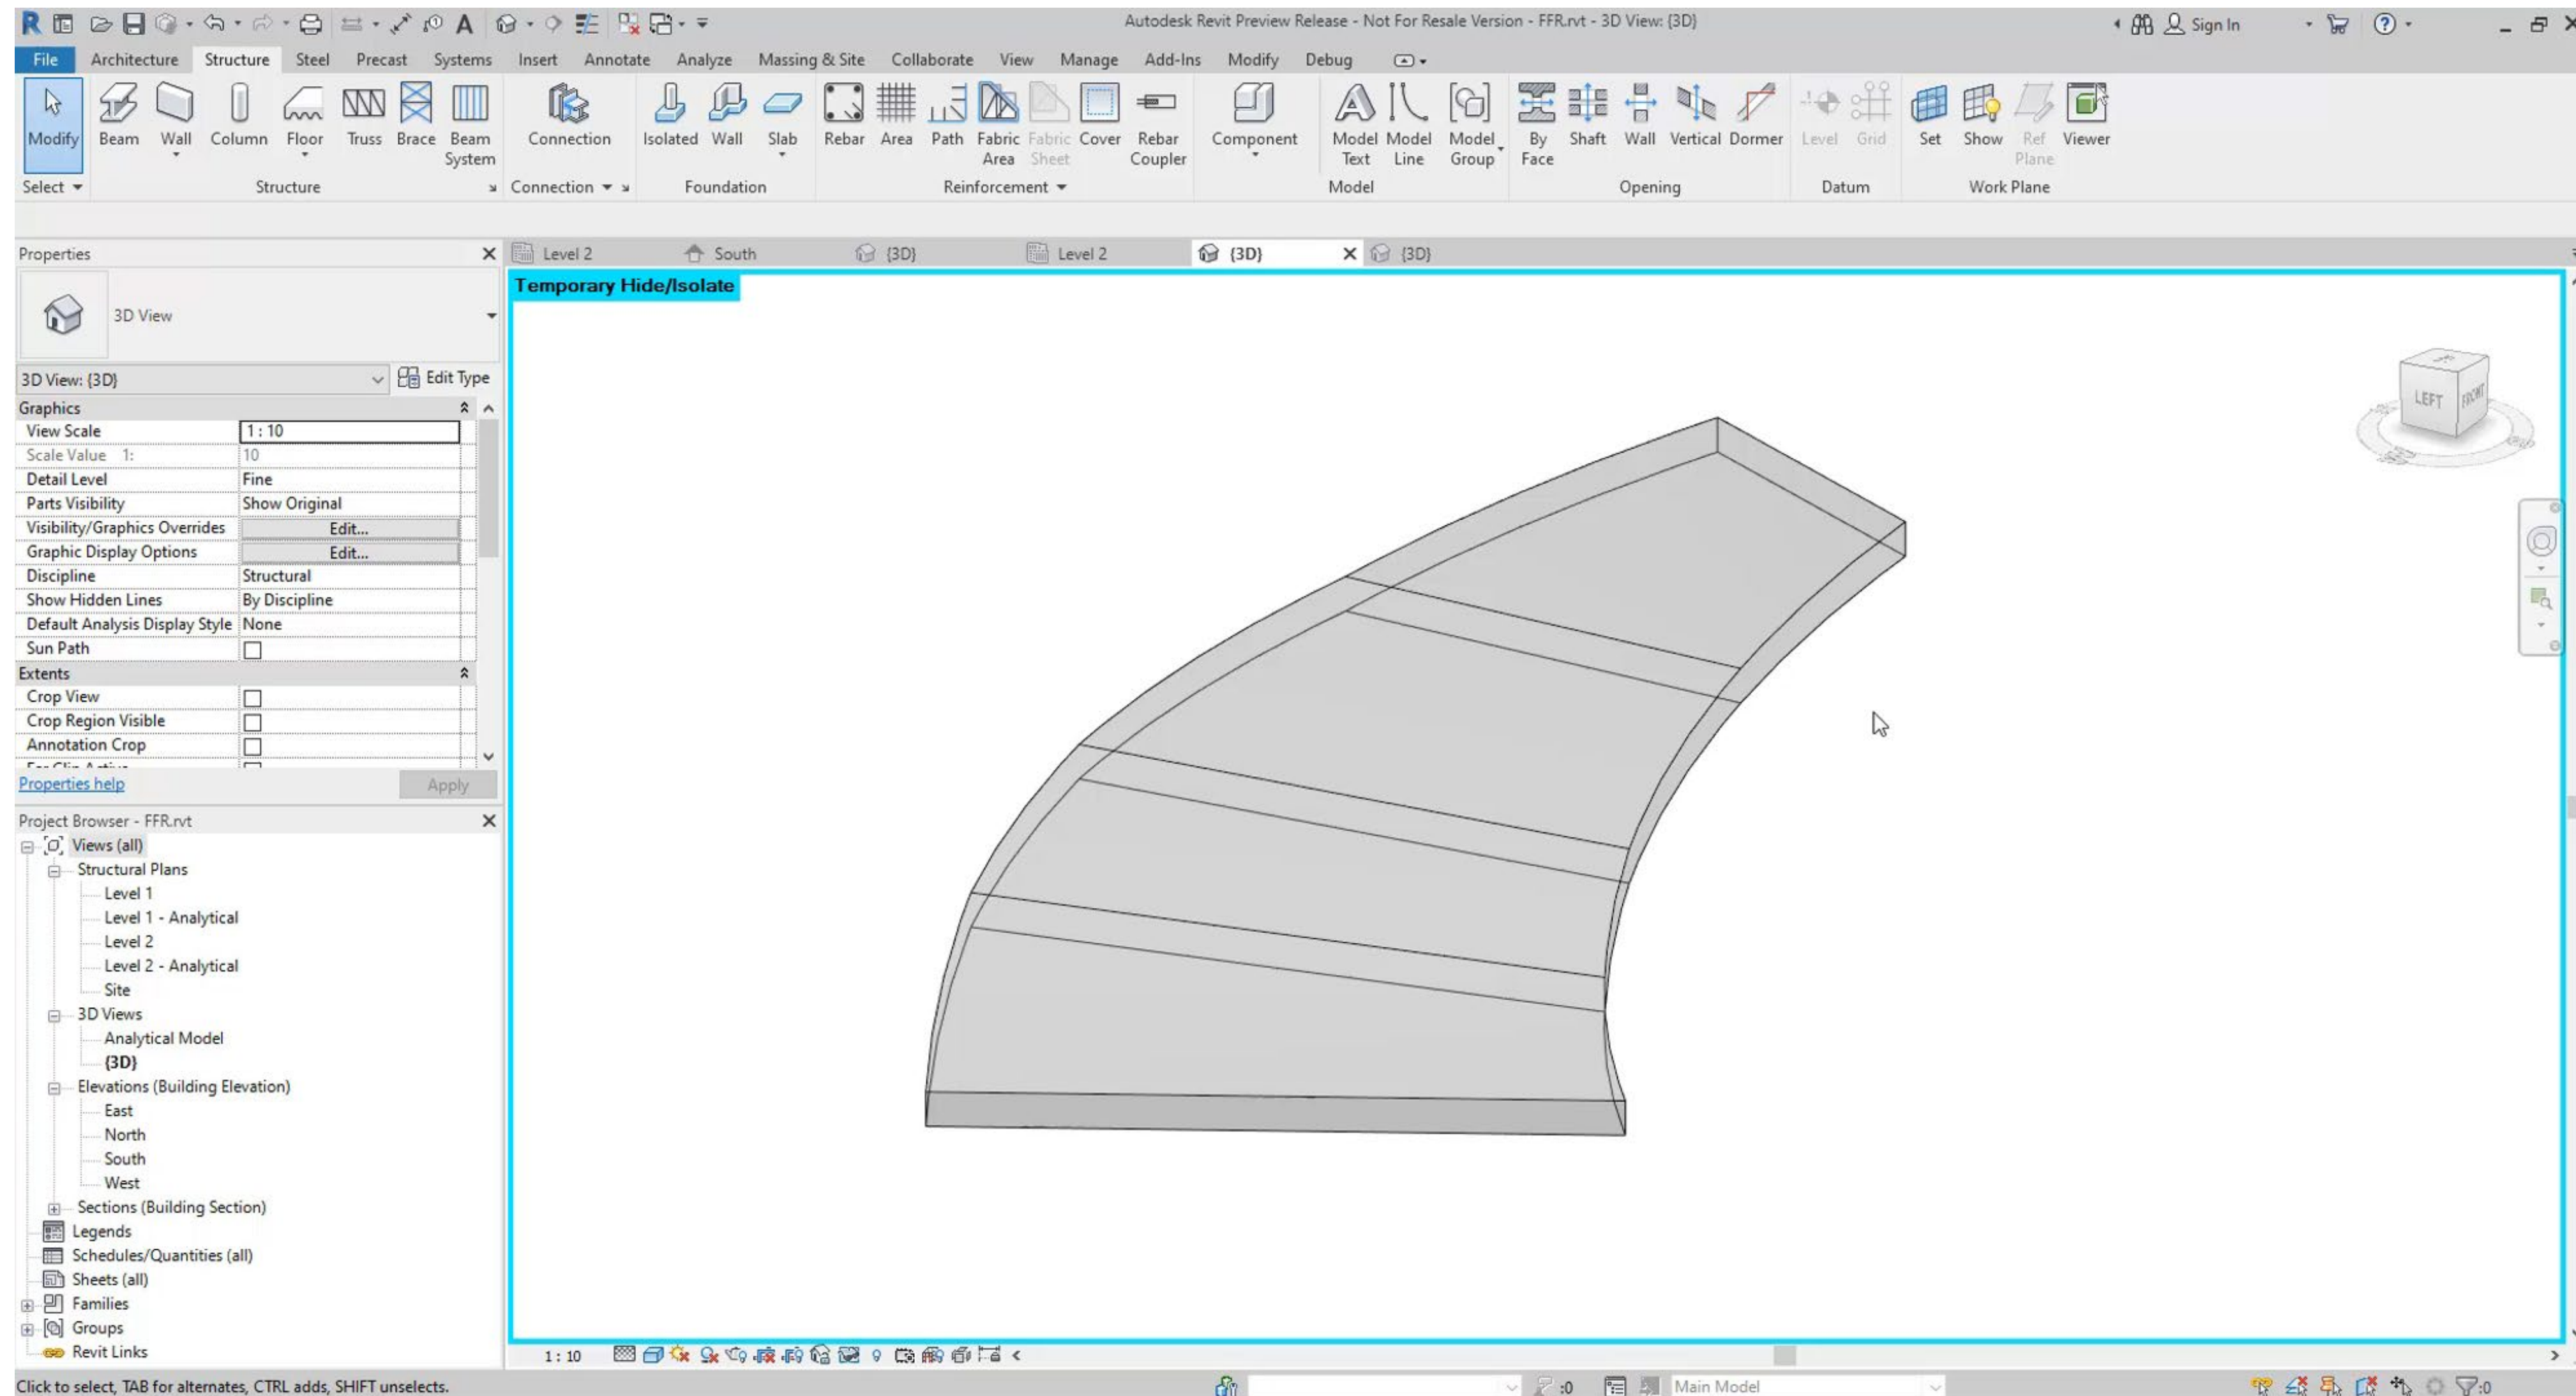 Autodesk Revit Preview Release - Not For Resale Version - FFR.rvt - 3D View: {3D}
Sign In
File Architecture Structure Steel Precast Systems Insert Annotate Analyze Massing & Site Collaborate View Manage Add-Ins Modify Debug
Modify Beam Wall Column Floor Truss Brace Beam System Connection Isolated Wall Slab Rebar Area Path Fabric Area Fabric Sheet Cover Rebar Coupler Component Model Text Model Line Model Group By Face Shaft Wall Vertical Dormer Level Grid Set Show Ref Plane Viewer
Select Structure Connection Foundation Reinforcement Model Opening Datum Work Plane
Properties
Level 2 South {3D} Level 2 {3D} {3D}
Temporary Hide/Isolate
3D View
3D View: {3D} Edit Type
Graphics
View Scale 1 : 10
Scale Value 1: 10
Detail Level Fine
Parts Visibility Show Original
Visibility/Graphics Overrides Edit...
Graphic Display Options Edit...
Discipline Structural
Show Hidden Lines By Discipline
Default Analysis Display Style None
Sun Path
Extents
Crop View
Crop Region Visible
Annotation Crop
Properties help Apply
LEFT FRONT
Project Browser - FFR.rvt
Views (all)
Structural Plans
Level 1
Level 1 - Analytical
Level 2
Level 2 - Analytical
Site
3D Views
Analytical Model
{3D}
Elevations (Building Elevation)
East
North
South
West
Sections (Building Section)
Legends
Schedules/Quantities (all)
Sheets (all)
Families
Groups
Revit Links
1 : 10
Click to select, TAB for alternates, CTRL adds, SHIFT unselects.
:0 Main Model :0